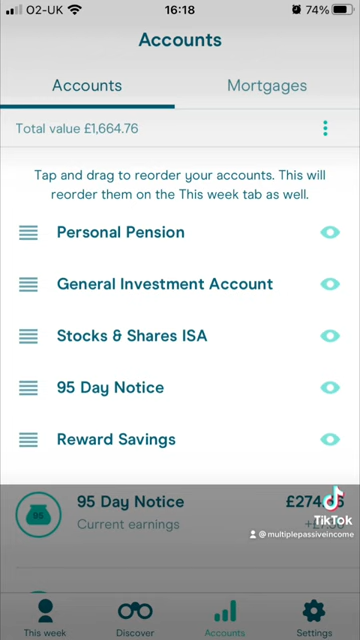 O2-UK 16:18 74%
Accounts
Accounts Mortgages
Total value £1,664.76
Tap and drag to reorder your accounts. This will
reorder them on the This week tab as well.
Personal Pension
General Investment Account
Stocks & Shares ISA
95 Day Notice
Reward Savings
95 Day Notice
Current earnings
TikTok
@multiplepassiveincome
This week Discover Accounts Settings